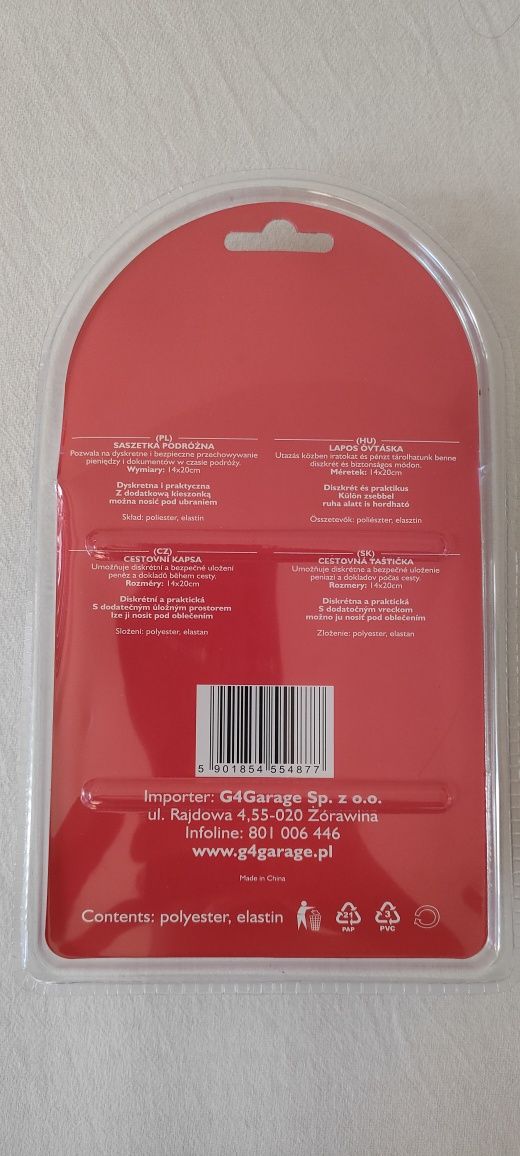 (PL)
SASZETKA PODRÓŻNA
Pozwala na dyskretne i bezpieczne przechowywanie
pieniędzy i dokumentów w czasie podróży.
Wymiary: 14x20cm
Dyskretna i praktyczna
Z dodatkową kieszonką
można nosić pod ubraniem
Skład: poliester, elastin
(HU)
LAPOS ÖVTÁSKA
Utazás közben iratokat és pénzt tárolhatunk benne
diszkrét és biztonságos módon.
Méretek: 14x20cm
Diszkrét és praktikus
Külön zsebbel
ruha alatt is hordható
Összetevők: poliészter, elasztin
(CZ)
CESTOVNÍ KAPSA
Umožňuje diskrétní a bezpečné uložení
peněz a dokladů během cesty.
Rozměry: 14x20cm
Diskrétní a praktická
S dodatečným úložným prostorem
lze ji nosit pod oblečením
Složení: polyester, elastan
(SK)
CESTOVNÁ TAŠTIČKA
Umožňuje diskrétne a bezpečné uloženie
peniazí a dokladov počas cesty.
Rozmery: 14x20cm
Diskrétna a praktická
S dodatočným vreckom
možno ju nosiť pod oblečením
Zloženie: polyester, elastan
5 901854 554877
Importer: G4Garage Sp. z o.o.
ul. Rajdowa 4,55-020 Żórawina
Infoline: 801 006 446
www.g4garage.pl
Made in China
Contents: polyester, elastin
21
PAP
3
PVC